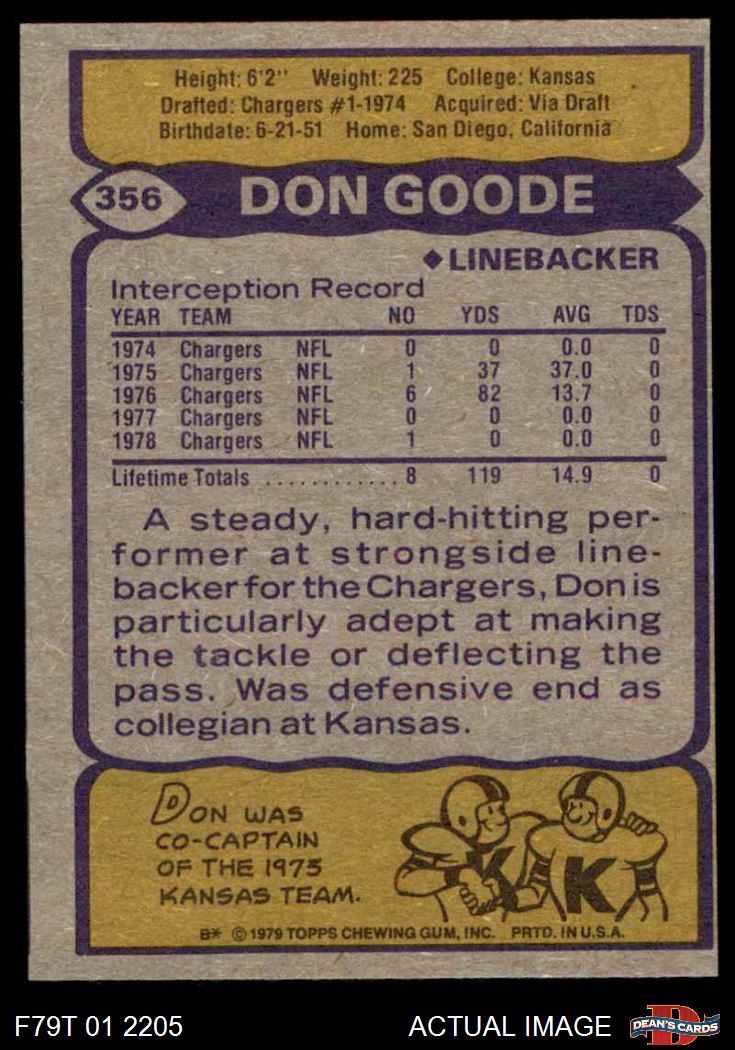 Height: 6'2" Weight: 225 College: Kansas
Drafted: Chargers #1-1974 Acquired: Via Draft
Birthdate: 6-21-51 Home: San Diego, California
356 DON GOODE
◆LINEBACKER
Interception Record
YEAR TEAM NO YDS AVG TDS
1974 Chargers NFL 0 0 0.0 0
1975 Chargers NFL 1 37 37.0 0
1976 Chargers NFL 6 82 13.7 0
1977 Chargers NFL 0 0 0.0 0
1978 Chargers NFL 1 0 0.0 0
Lifetime Totals ............ 8 119 14.9 0
A steady, hard-hitting per-
former at strongside line-
backer for the Chargers, Don is
particularly adept at making
the tackle or deflecting the
pass. Was defensive end as
collegian at Kansas.
DON WAS
CO-CAPTAIN
OF THE 1973
KANSAS TEAM.
K K
B* © 1979 TOPPS CHEWING GUM, INC. PRTD. IN U.S.A.
F79T 01 2205 ACTUAL IMAGE D DEAN'S CARDS